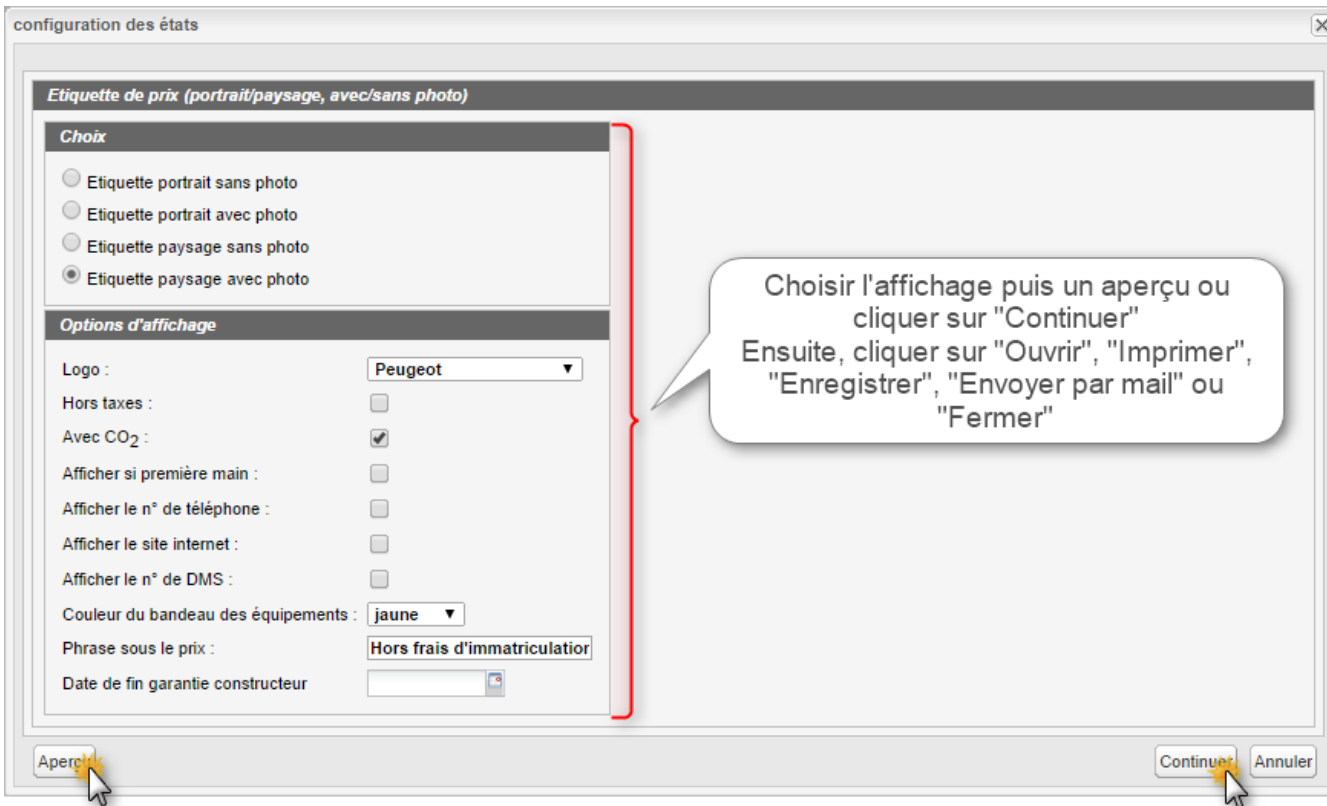 configuration des états
Etiquette de prix (portrait/paysage, avec/sans photo)
Choix
Etiquette portrait sans photo
Etiquette portrait avec photo
Etiquette paysage sans photo
Etiquette paysage avec photo
Options d'affichage
Logo : Peugeot
Hors taxes :
Avec CO2 :
Afficher si première main :
Afficher le n° de téléphone :
Afficher le site internet :
Afficher le n° de DMS :
Couleur du bandeau des équipements : jaune
Phrase sous le prix : Hors frais d'immatriculation
Date de fin garantie constructeur
Choisir l'affichage puis un aperçu ou
cliquer sur "Continuer"
Ensuite, cliquer sur "Ouvrir", "Imprimer",
"Enregistrer", "Envoyer par mail" ou
"Fermer"
Aperçu Continuer Annuler